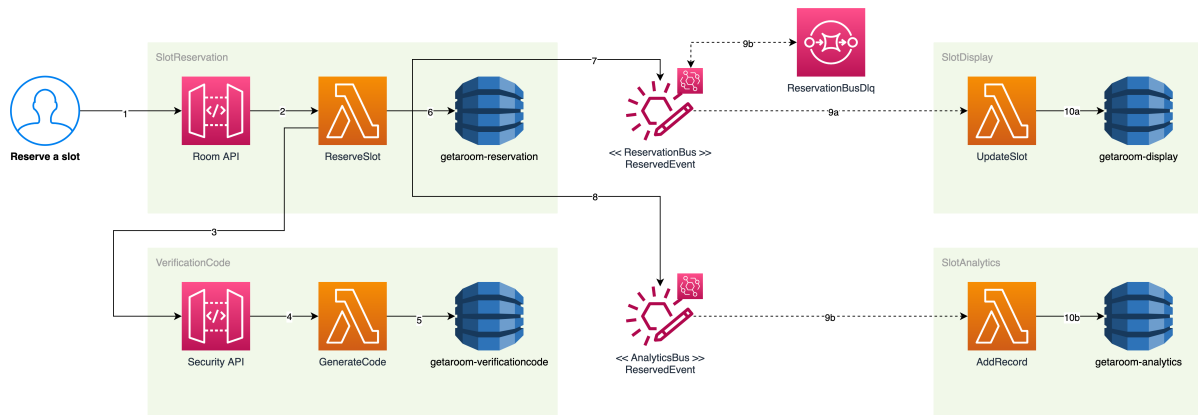 9b
SlotReservation
7
SlotDisplay
ReservationBusDlq
1
2
6
9a
10a
Reserve a slot
Room API
ReserveSlot
getaroom-reservation
<< ReservationBus >>
ReservedEvent
UpdateSlot
getaroom-display
8
3
VerificationCode
SlotAnalytics
4
5
9b
10b
Security API
GenerateCode
getaroom-verificationcode
<< AnalyticsBus >>
ReservedEvent
AddRecord
getaroom-analytics